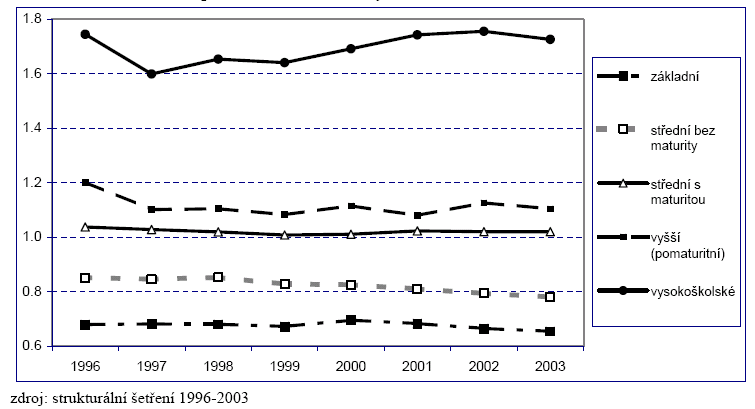 1.8
1.6
1.4
1.2
1.0
0.8
0.6
1996 1997 1998 1999 2000 2001 2002 2003
základní
střední bez
maturity
střední s
maturitou
vyšší
(pomaturitní)
vysokoškolské
zdroj: strukturální šetření 1996-2003